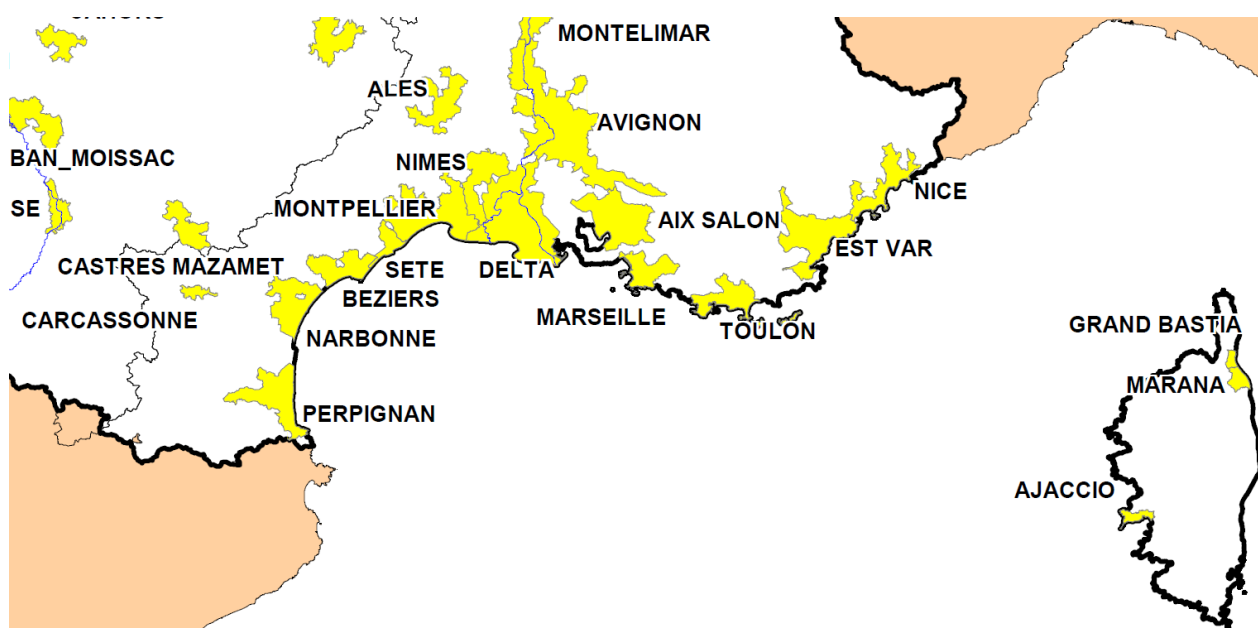 MONTELIMAR
ALES
AVIGNON
BAN_MOISSAC
NIMES
NICE
SE
MONTPELLIER
AIX SALON
EST VAR
CASTRES MAZAMET
SETE
DELTA
BEZIERS
CARCASSONNE
MARSEILLE
TOULON
NARBONNE
GRAND BASTIA
MARANA
PERPIGNAN
AJACCIO